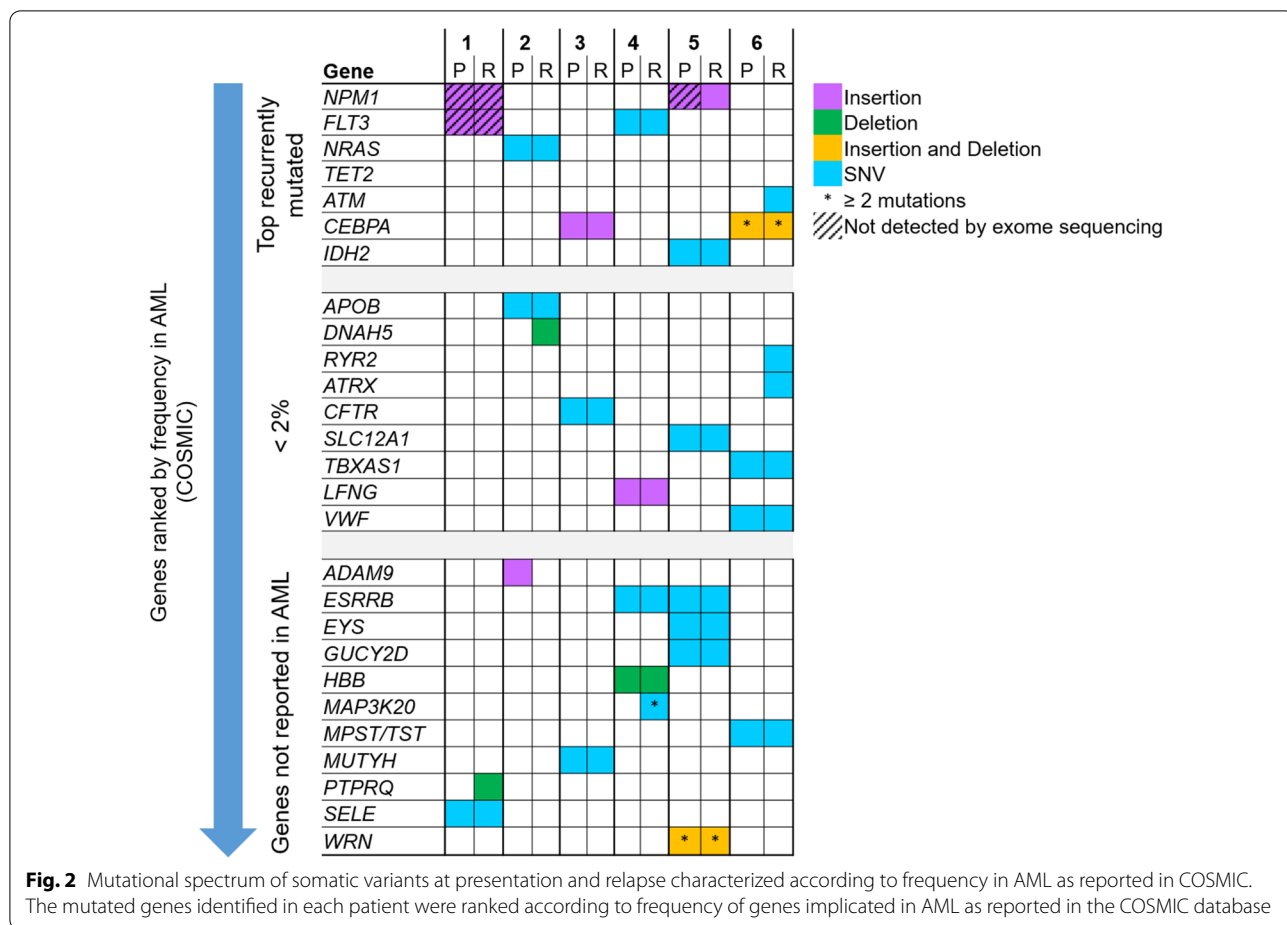 1 2 3 4 5 6
Gene P R P R P R P R P R P R
Genes ranked by frequency in AML
(COSMIC)
Top recurrently
mutated
NPM1
FLT3
NRAS
TET2
ATM
CEBPA * *
IDH2
< 2%
APOB
DNAH5
RYR2
ATRX
CFTR
SLC12A1
TBXAS1
LFNG
VWF
Genes not reported in AML
ADAM9
ESRRB
EYS
GUCY2D
HBB
MAP3K20 *
MPST/TST
MUTYH
PTPRQ
SELE
WRN * *
Insertion
Deletion
Insertion and Deletion
SNV
* ≥ 2 mutations
Not detected by exome sequencing
Fig. 2 Mutational spectrum of somatic variants at presentation and relapse characterized according to frequency in AML as reported in COSMIC.
The mutated genes identified in each patient were ranked according to frequency of genes implicated in AML as reported in the COSMIC database